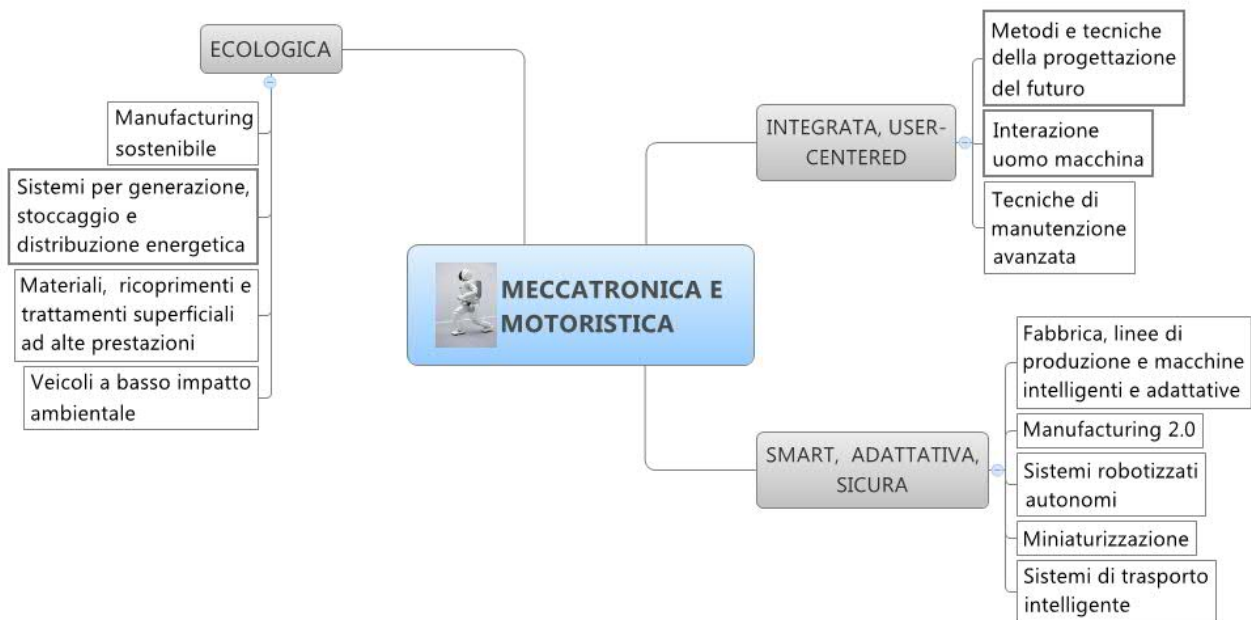 ECOLOGICA
Manufacturing
sostenibile
Sistemi per generazione,
stoccaggio e
distribuzione energetica
Materiali, ricoprimenti e
trattamenti superficiali
ad alte prestazioni
Veicoli a basso impatto
ambientale
MECCATRONICA E
MOTORISTICA
INTEGRATA, USER-
CENTERED
Metodi e tecniche
della progettazione
del futuro
Interazione
uomo macchina
Tecniche di
manutenzione
avanzata
SMART, ADATTATIVA,
SICURA
Fabbrica, linee di
produzione e macchine
intelligenti e adattative
Manufacturing 2.0
Sistemi robotizzati
autonomi
Miniaturizzazione
Sistemi di trasporto
intelligente